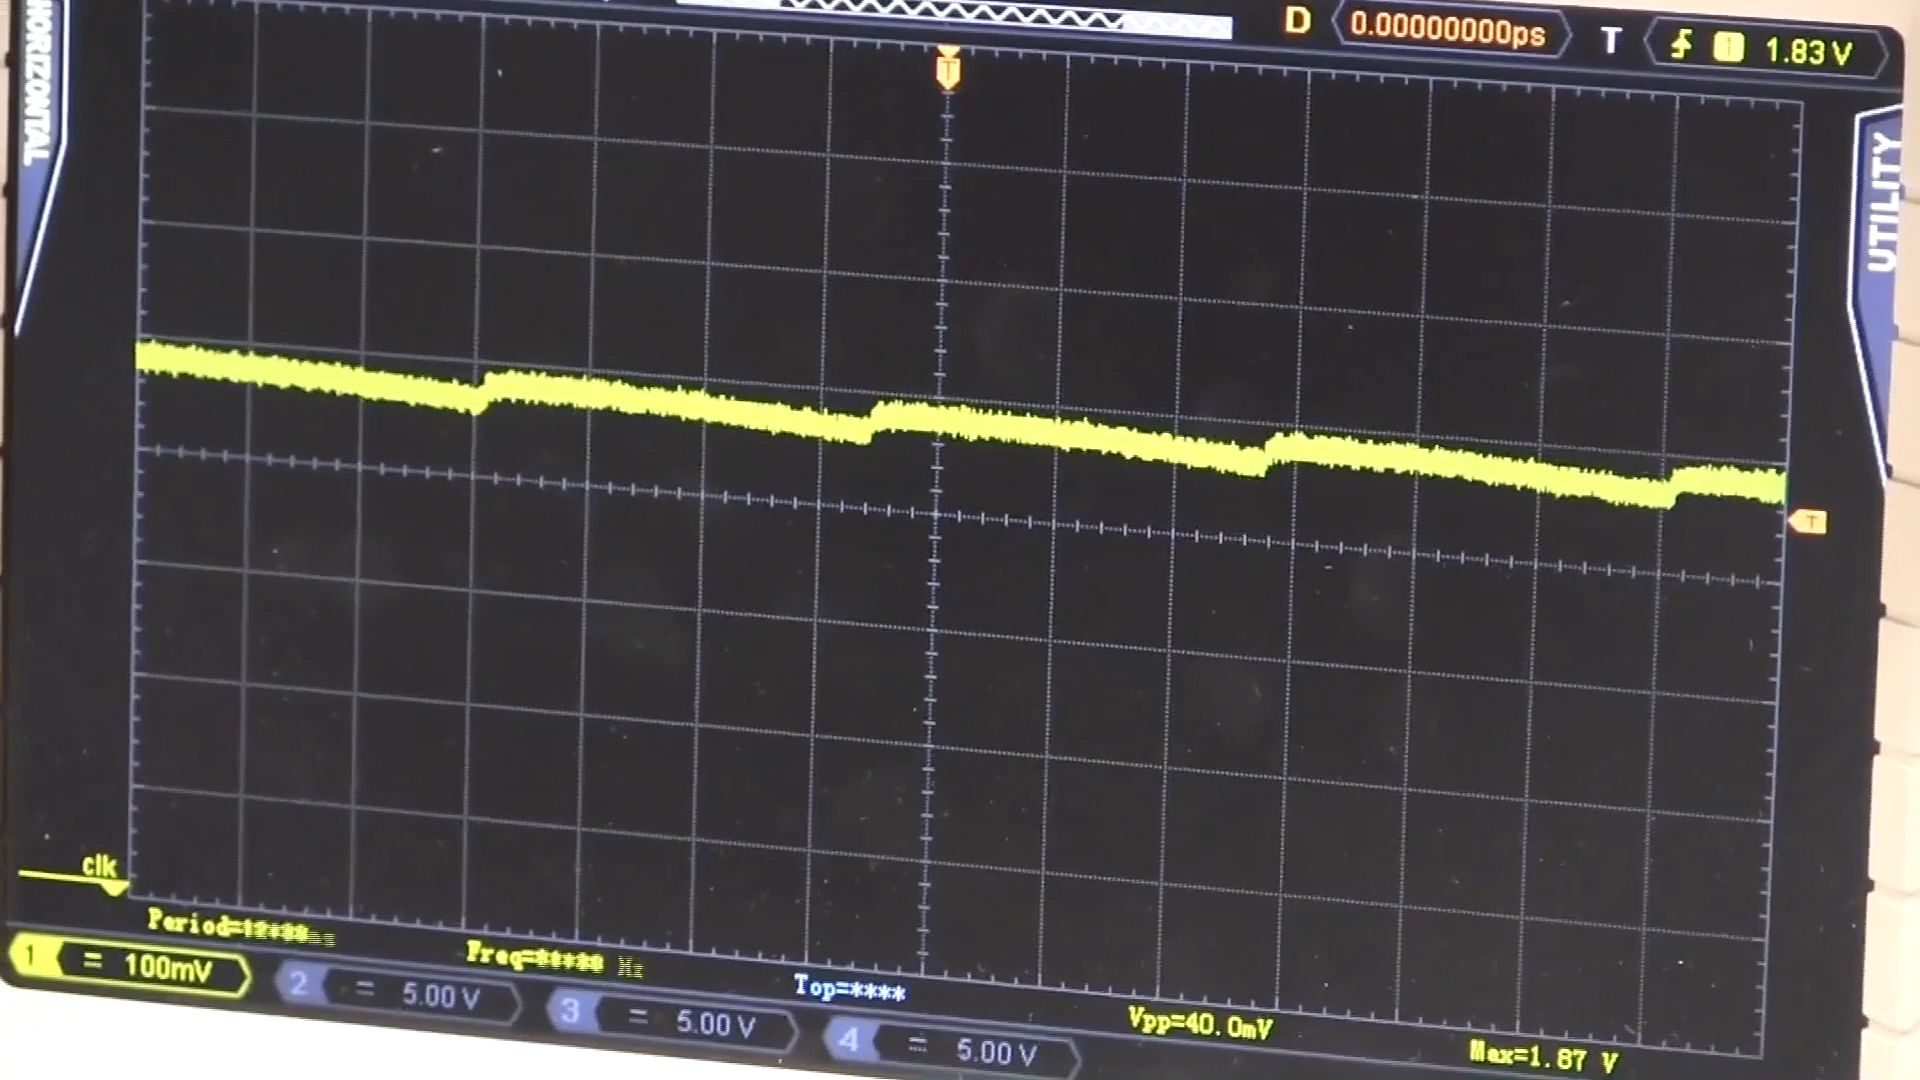 HORIZONTAL
D 0.00000000ps T 1 1.83 V
T
UTILITY
T
clk
Period=
Freq= Hz
Top=****
Vpp=40.0mV
Max=1.87 V
1 = 100mV
2 = 5.00 V
3 = 5.00 V
4 = 5.00 V